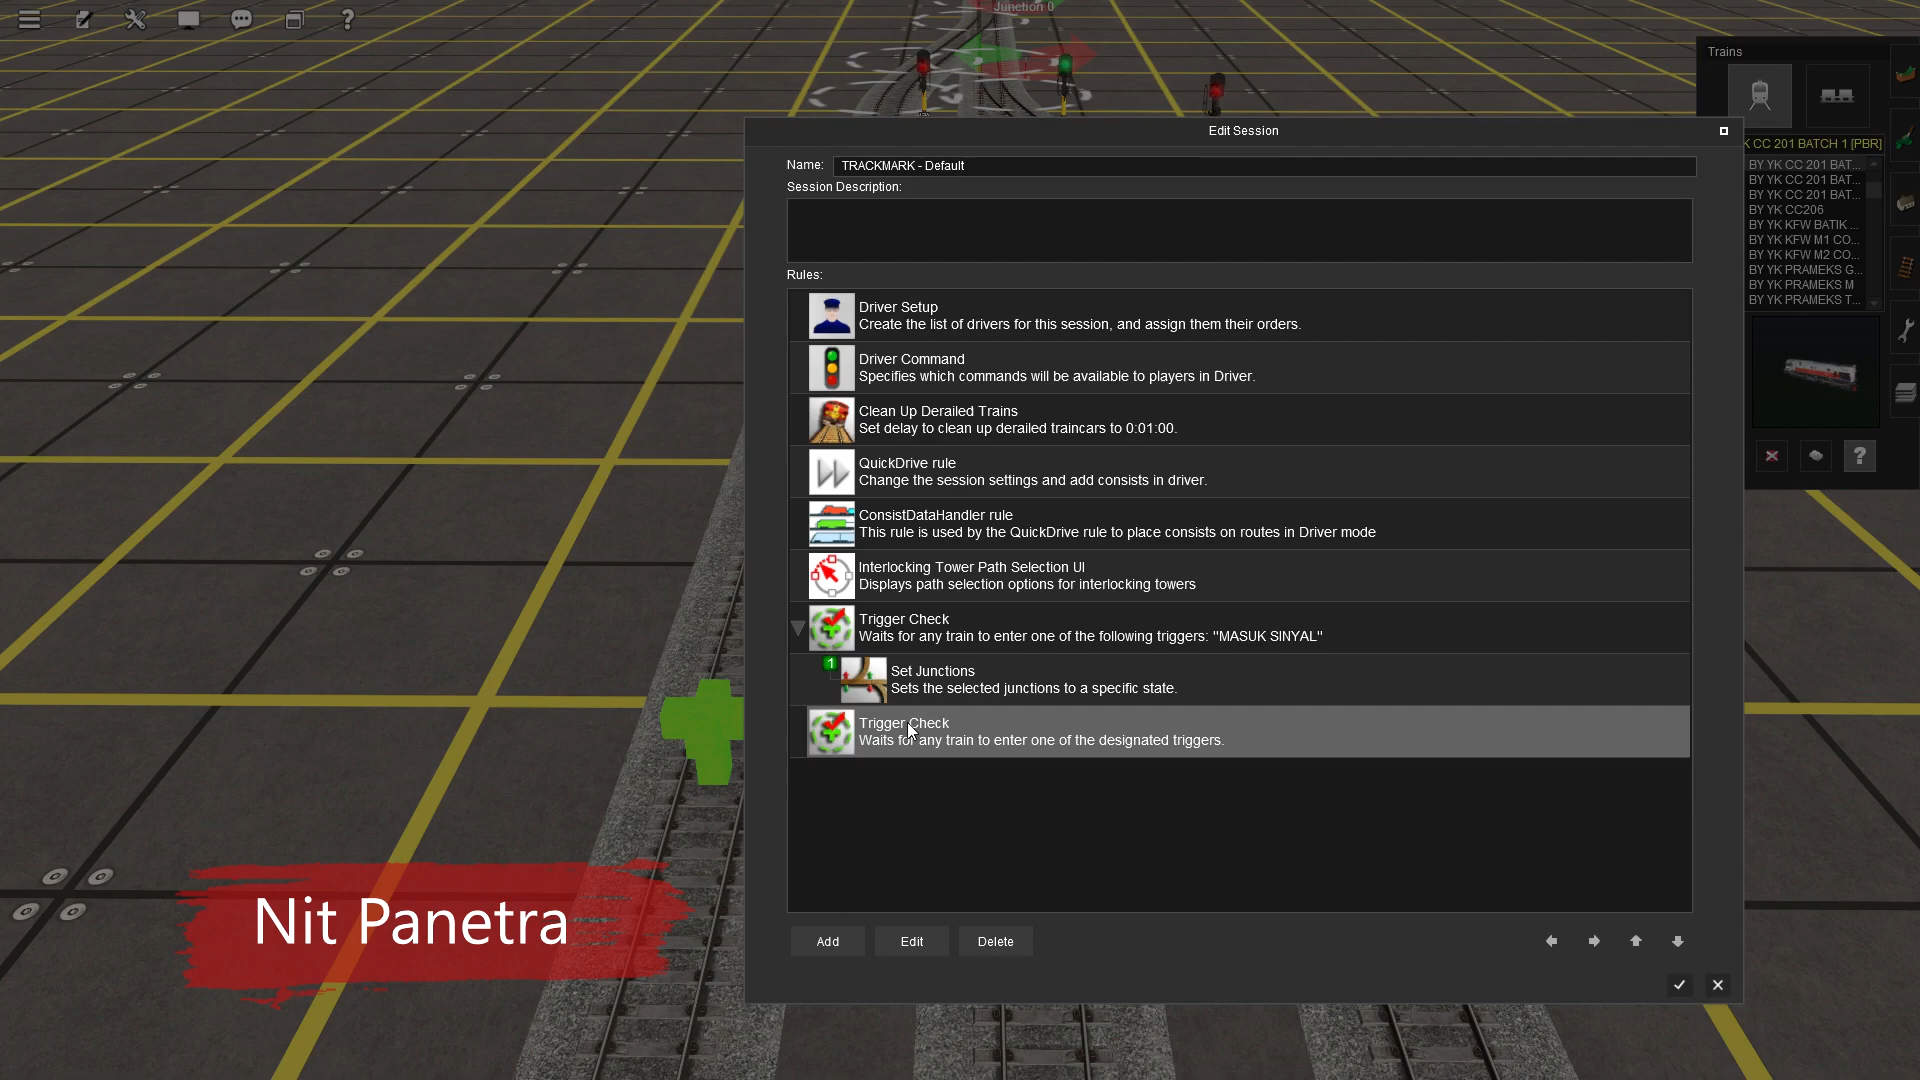 Junction 0
Trains
Edit Session
K CC 201 BATCH 1 [PBR]
Name:
TRACKMARK - Default
BY YK CC 201 BAT...
BY YK CC 201 BAT...
BY YK CC 201 BAT...
BY YK CC206
BY YK KFW BATIK ...
BY YK KFW M1 CO...
BY YK KFW M2 CO...
BY YK PRAMEKS G...
BY YK PRAMEKS M
BY YK PRAMEKS T...
Session Description:
Rules:
Driver Setup
Create the list of drivers for this session, and assign them their orders.
Driver Command
Specifies which commands will be available to players in Driver.
Clean Up Derailed Trains
Set delay to clean up derailed traincars to 0:01:00.
QuickDrive rule
Change the session settings and add consists in driver.
ConsistDataHandler rule
This rule is used by the QuickDrive rule to place consists on routes in Driver mode
Interlocking Tower Path Selection UI
Displays path selection options for interlocking towers
Trigger Check
Waits for any train to enter one of the following triggers: "MASUK SINYAL"
1
Set Junctions
Sets the selected junctions to a specific state.
Trigger Check
Waits for any train to enter one of the designated triggers.
Nit Panetra
Add
Edit
Delete